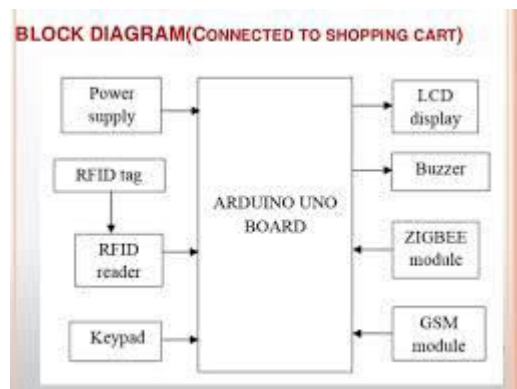 BLOCK DIAGRAM(CONNECTED TO SHOPPING CART)
Power
supply
RFID tag
RFID
reader
Keypad
ARDUINO UNO
BOARD
LCD
display
Buzzer
ZIGBEE
module
GSM
module